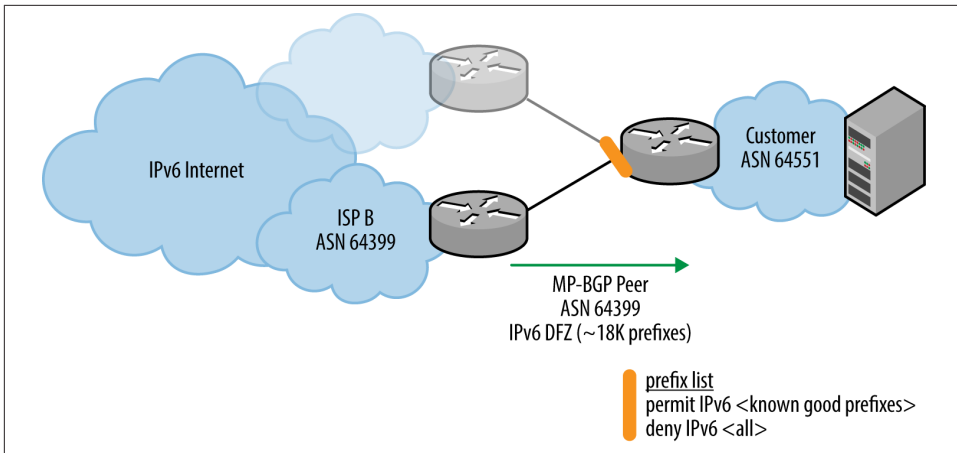 IPv6 Internet
ISP B
ASN 64399
Customer
ASN 64551
MP-BGP Peer
ASN 64399
IPv6 DFZ (~18K prefixes)
prefix list
permit IPv6 <known good prefixes>
deny IPv6 <all>